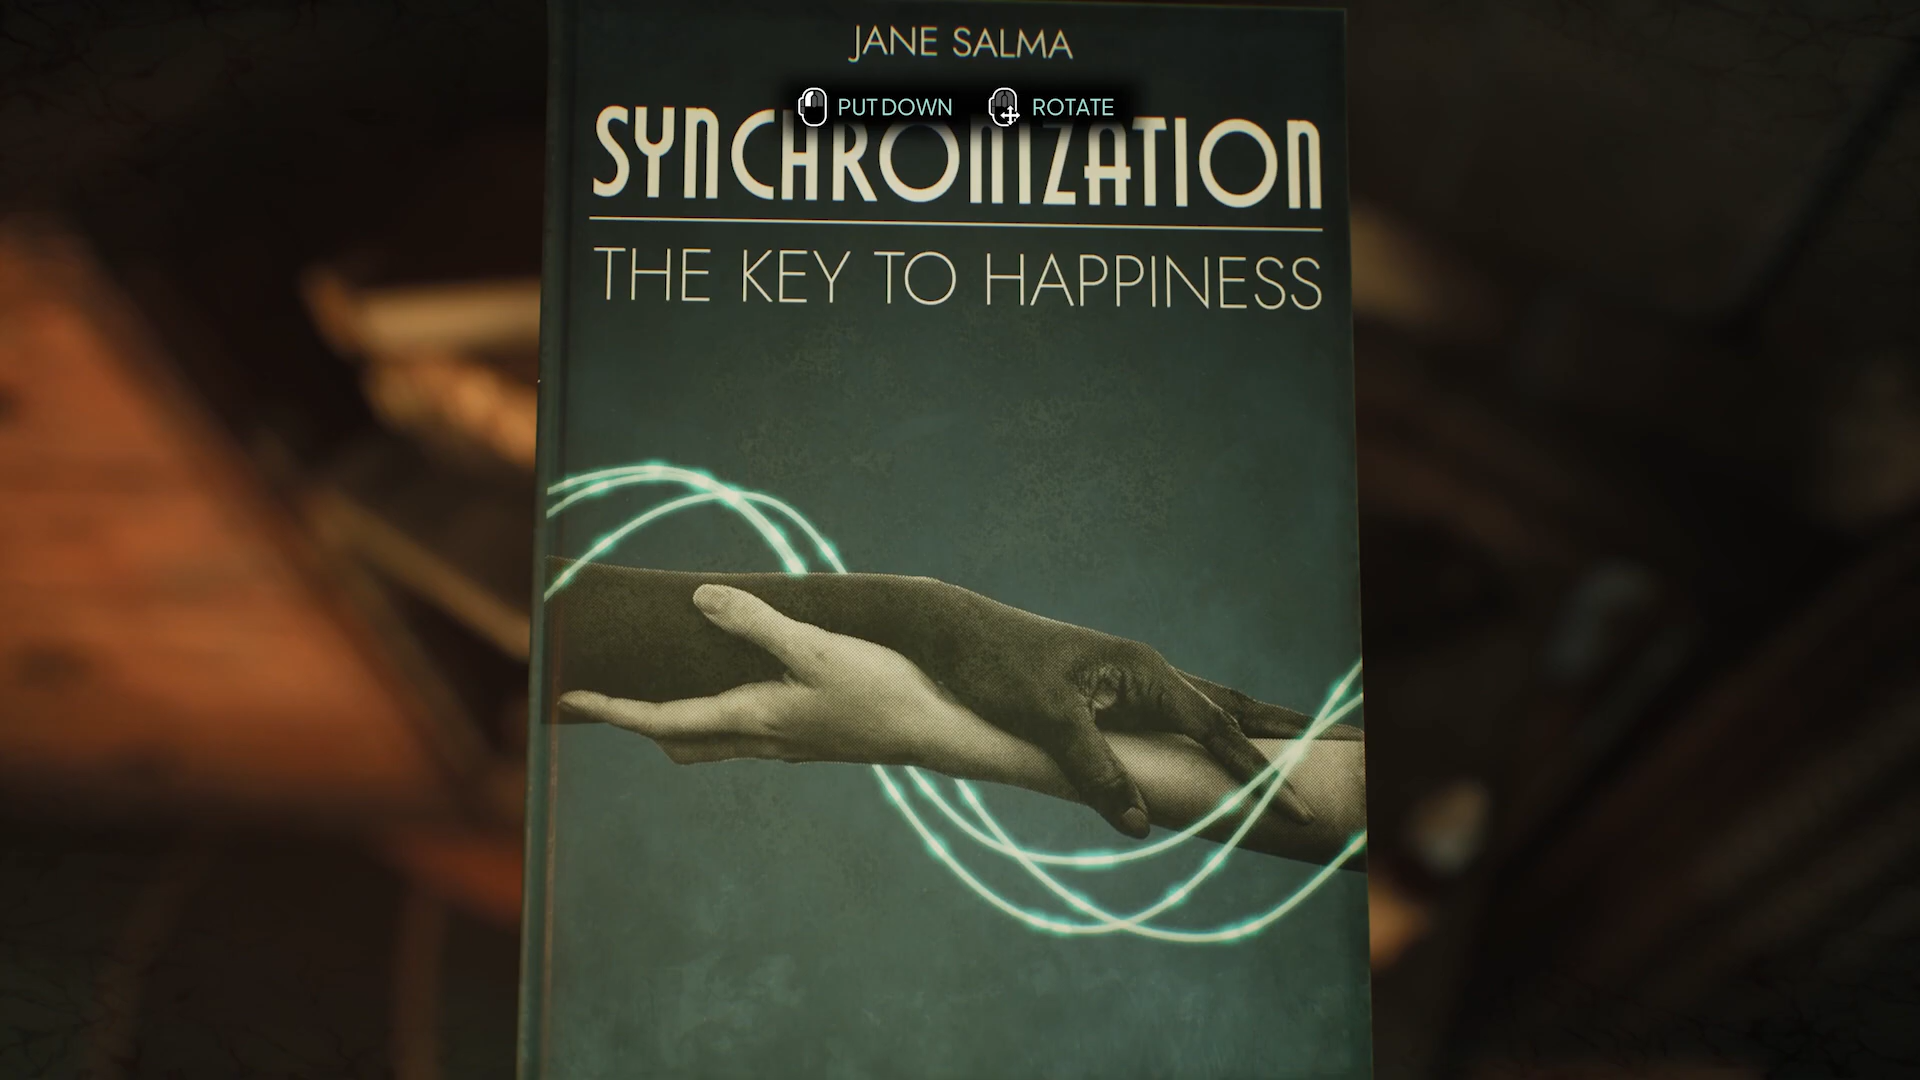 JANE SALMA
PUT DOWN ROTATE
SYNCHRONIZATION
THE KEY TO HAPPINESS